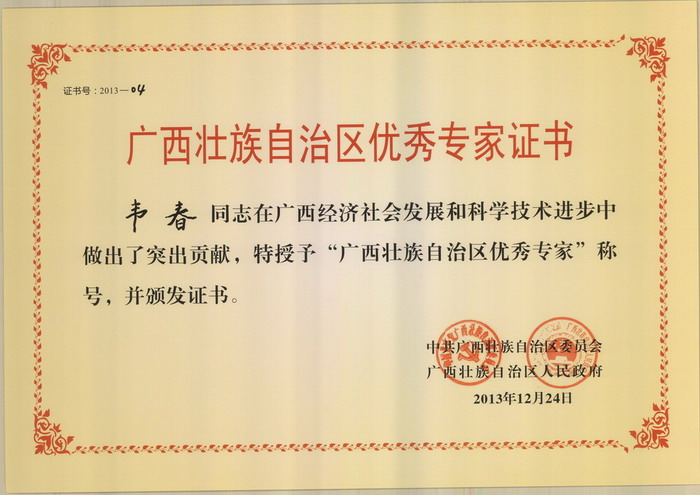 证书号：2013—04
广西壮族自治区优秀专家证书
韦春 同志在广西经济社会发展和科学技术进步中
做出了突出贡献，特授予“广西壮族自治区优秀专家”称
号，并颁发证书。
中共广西壮族自治区委员会
广西壮族自治区人民政府
2013年12月24日